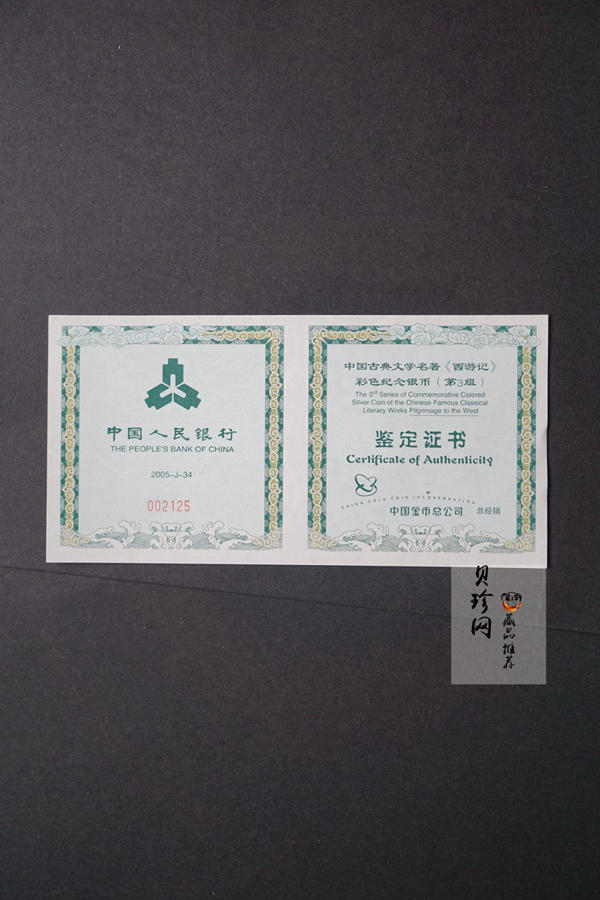 中国人民银行
THE PEOPLE'S BANK OF CHINA
2005-J-34
002125
中国古典文学名著《西游记》
彩色纪念银币（第3组）
The 3rd Series of Commemorative Colored
Silver Coin of the Chinese Famous Classical
Literary Works Pilgrimage to the West
鉴定证书
Certificate of Authenticity
CHINA GOLD COIN INCORPORATION
中国金币总公司 总经销
贝珍网
藏品推荐